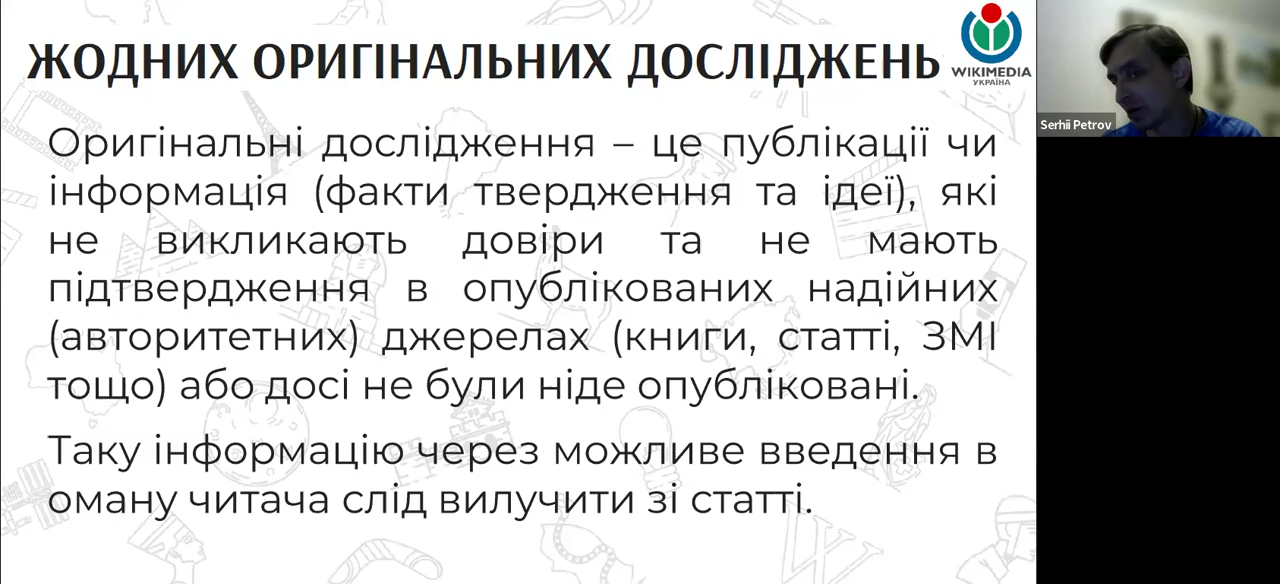 ЖОДНИХ ОРИГІНАЛЬНИХ ДОСЛІДЖЕНЬ
WIKIMEDIA
УКРАЇНА
Serhii Petrov
Оригінальні дослідження – це публікації чи
інформація (факти твердження та ідеї), які
не викликають довіри та не мають
підтвердження в опублікованих надійних
(авторитетних) джерелах (книги, статті, ЗМІ
тощо) або досі не були ніде опубліковані.
Таку інформацію через можливе введення в
оману читача слід вилучити зі статті.